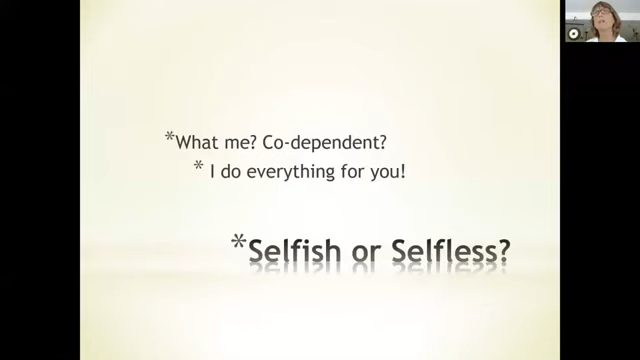 *What me? Co-dependent?
* I do everything for you!
*Selfish or Selfless?